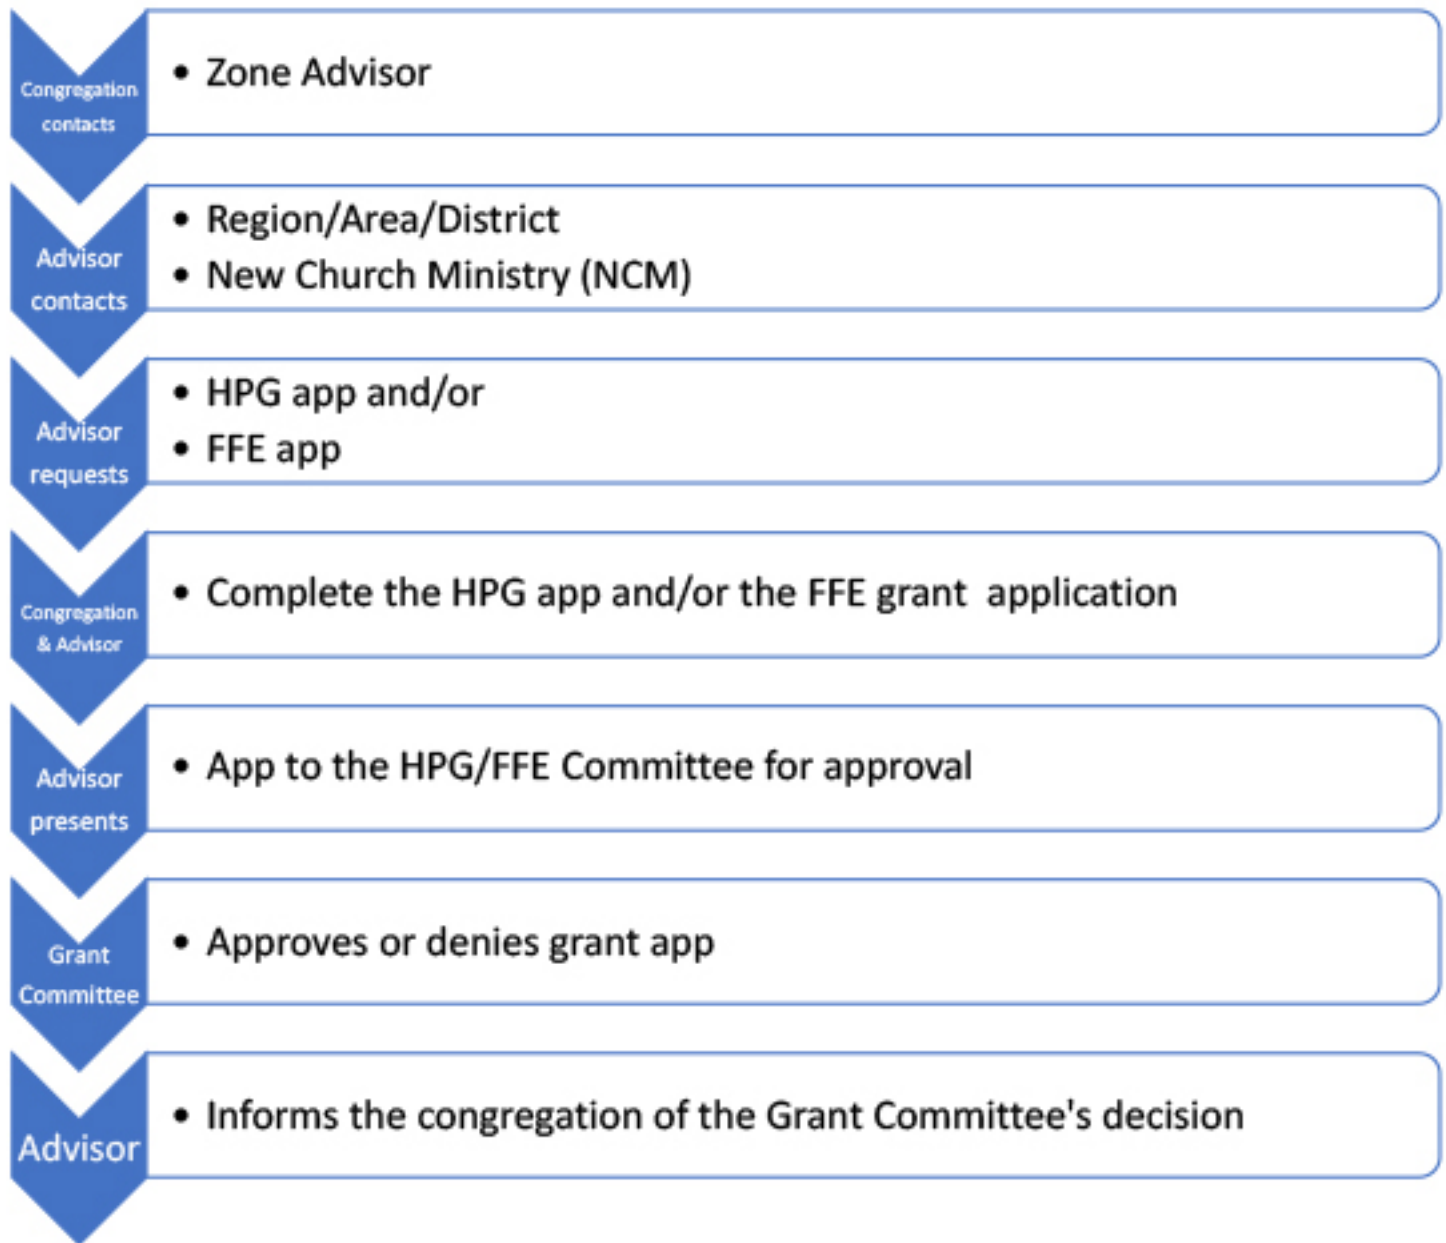 Congregation
contacts
• Zone Advisor
Advisor
contacts
• Region/Area/District
• New Church Ministry (NCM)
Advisor
requests
• HPG app and/or
• FFE app
Congregation
& Advisor
• Complete the HPG app and/or the FFE grant  application
Advisor
presents
• App to the HPG/FFE Committee for approval
Grant
Committee
• Approves or denies grant app
Advisor
• Informs the congregation of the Grant Committee's decision